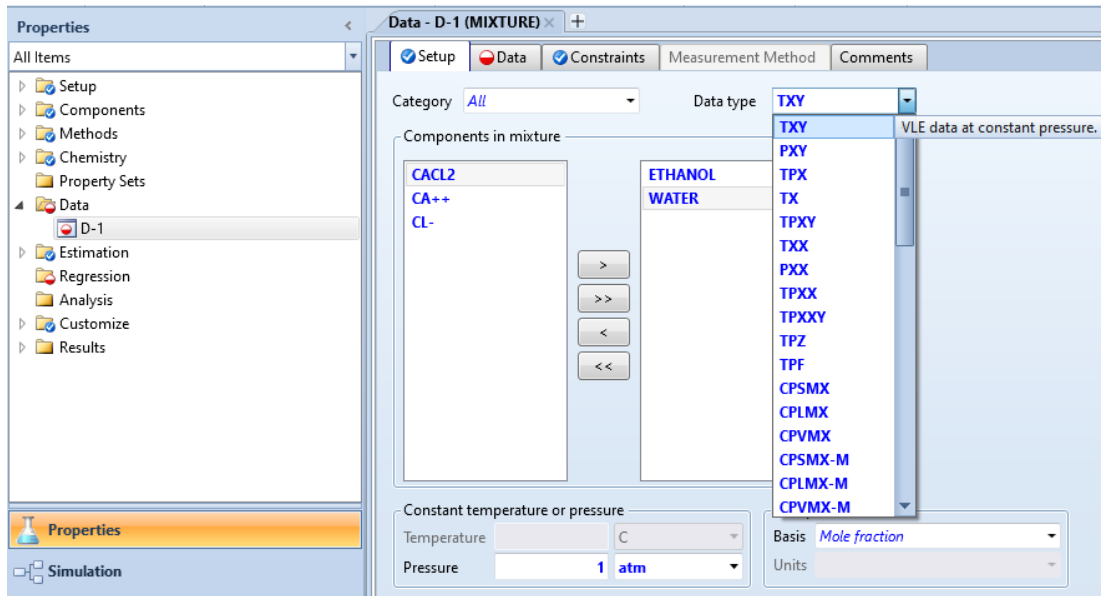 Properties
All Items
Setup
Components
Methods
Chemistry
Property Sets
Data
D-1
Estimation
Regression
Analysis
Customize
Results
Properties
Simulation
Data - D-1 (MIXTURE)
Setup Data Constraints Measurement Method Comments
Category All Data type TXY
Components in mixture
CACL2
CA++
CL-
>
>>
<
<<
ETHANOL
WATER
TXY VLE data at constant pressure.
PXY
TPX
TX
TPXY
TXX
PXX
TPXX
TPXXY
TPZ
TPF
CPSMX
CPLMX
CPVMX
CPSMX-M
CPLMX-M
CPVMX-M
Constant temperature or pressure
Temperature C
Pressure 1 atm
Basis Mole fraction
Units